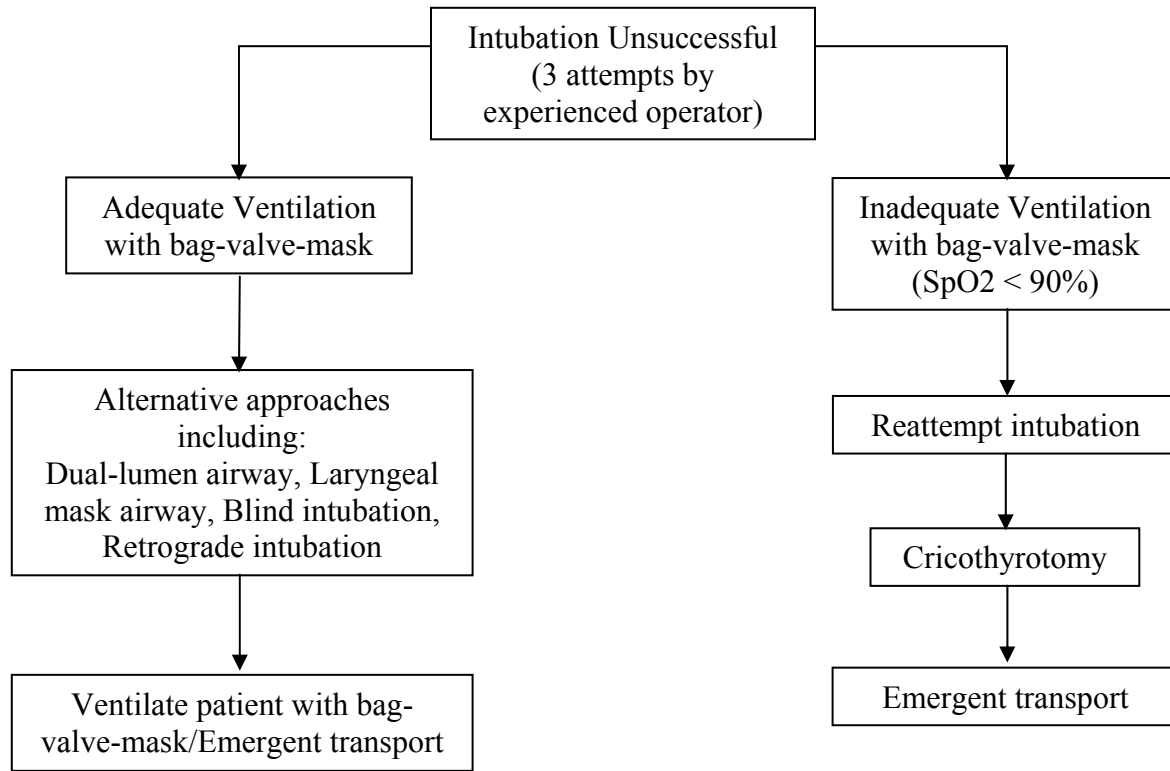 Intubation Unsuccessful
(3 attempts by
experienced operator)
Adequate Ventilation
with bag-valve-mask
Alternative approaches
including:
Dual-lumen airway, Laryngeal
mask airway, Blind intubation,
Retrograde intubation
Ventilate patient with bag-
valve-mask/Emergent transport
Inadequate Ventilation
with bag-valve-mask
(SpO2 < 90%)
Reattempt intubation
Cricothyrotomy
Emergent transport